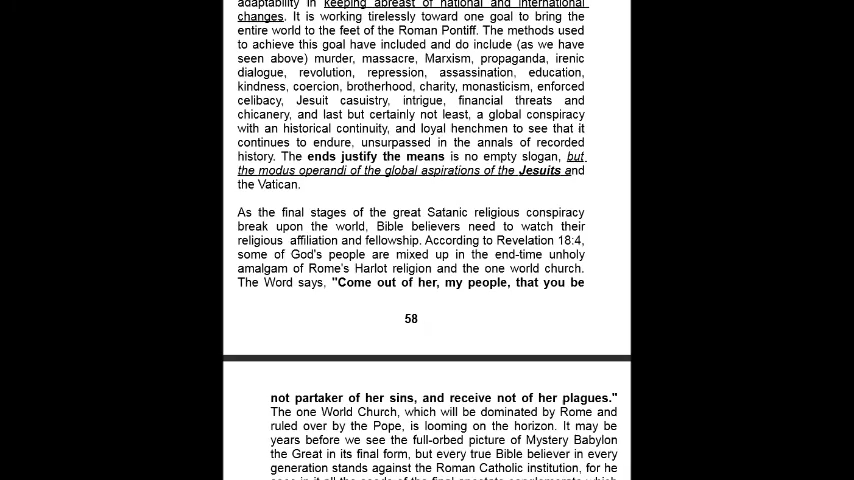 adaptability in keeping abreast of national and international
changes. It is working tirelessly toward one goal to bring the
entire world to the feet of the Roman Pontiff. The methods used
to achieve this goal have included and do include (as we have
seen above) murder, massacre, Marxism, propaganda, irenic
dialogue, revolution, repression, assassination, education,
kindness, coercion, brotherhood, charity, monasticism, enforced
celibacy, Jesuit casuistry, intrigue, financial threats and
chicanery, and last but certainly not least, a global conspiracy
with an historical continuity, and loyal henchmen to see that it
continues to endure, unsurpassed in the annals of recorded
history. The ends justify the means is no empty slogan, but
the modus operandi of the global aspirations of the Jesuits and
the Vatican.
As the final stages of the great Satanic religious conspiracy
break upon the world, Bible believers need to watch their
religious affiliation and fellowship. According to Revelation 18:4,
some of God's people are mixed up in the end-time unholy
amalgam of Rome's Harlot religion and the one world church.
The Word says, "Come out of her, my people, that you be
58
not partaker of her sins, and receive not of her plagues."
The one World Church, which will be dominated by Rome and
ruled over by the Pope, is looming on the horizon. It may be
years before we see the full-orbed picture of Mystery Babylon
the Great in its final form, but every true Bible believer in every
generation stands against the Roman Catholic institution, for he
sees in it all the seeds of the final apostate conglomerate which